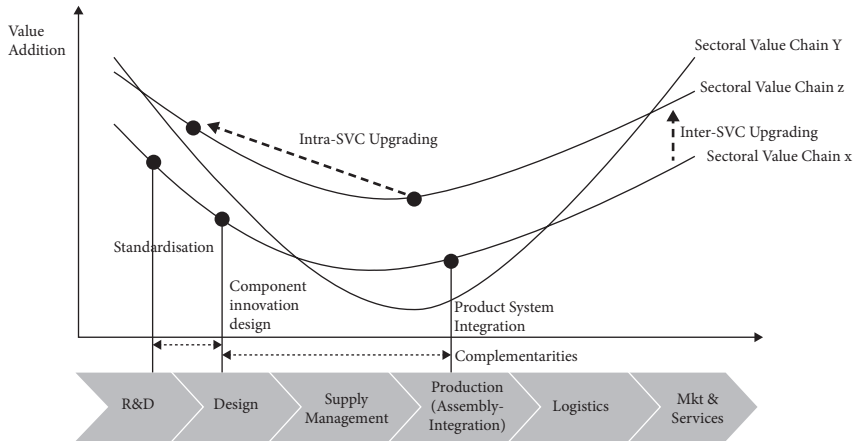 Value
Addition
Sectoral Value Chain Y
Sectoral Value Chain z
Intra-SVC Upgrading
Inter-SVC Upgrading
Sectoral Value Chain x
Standardisation
Component
innovation
design
Product System
Integration
Complementarities
R&D
Design
Supply
Management
Production
(Assembly-
Integration)
Logistics
Mkt &
Services